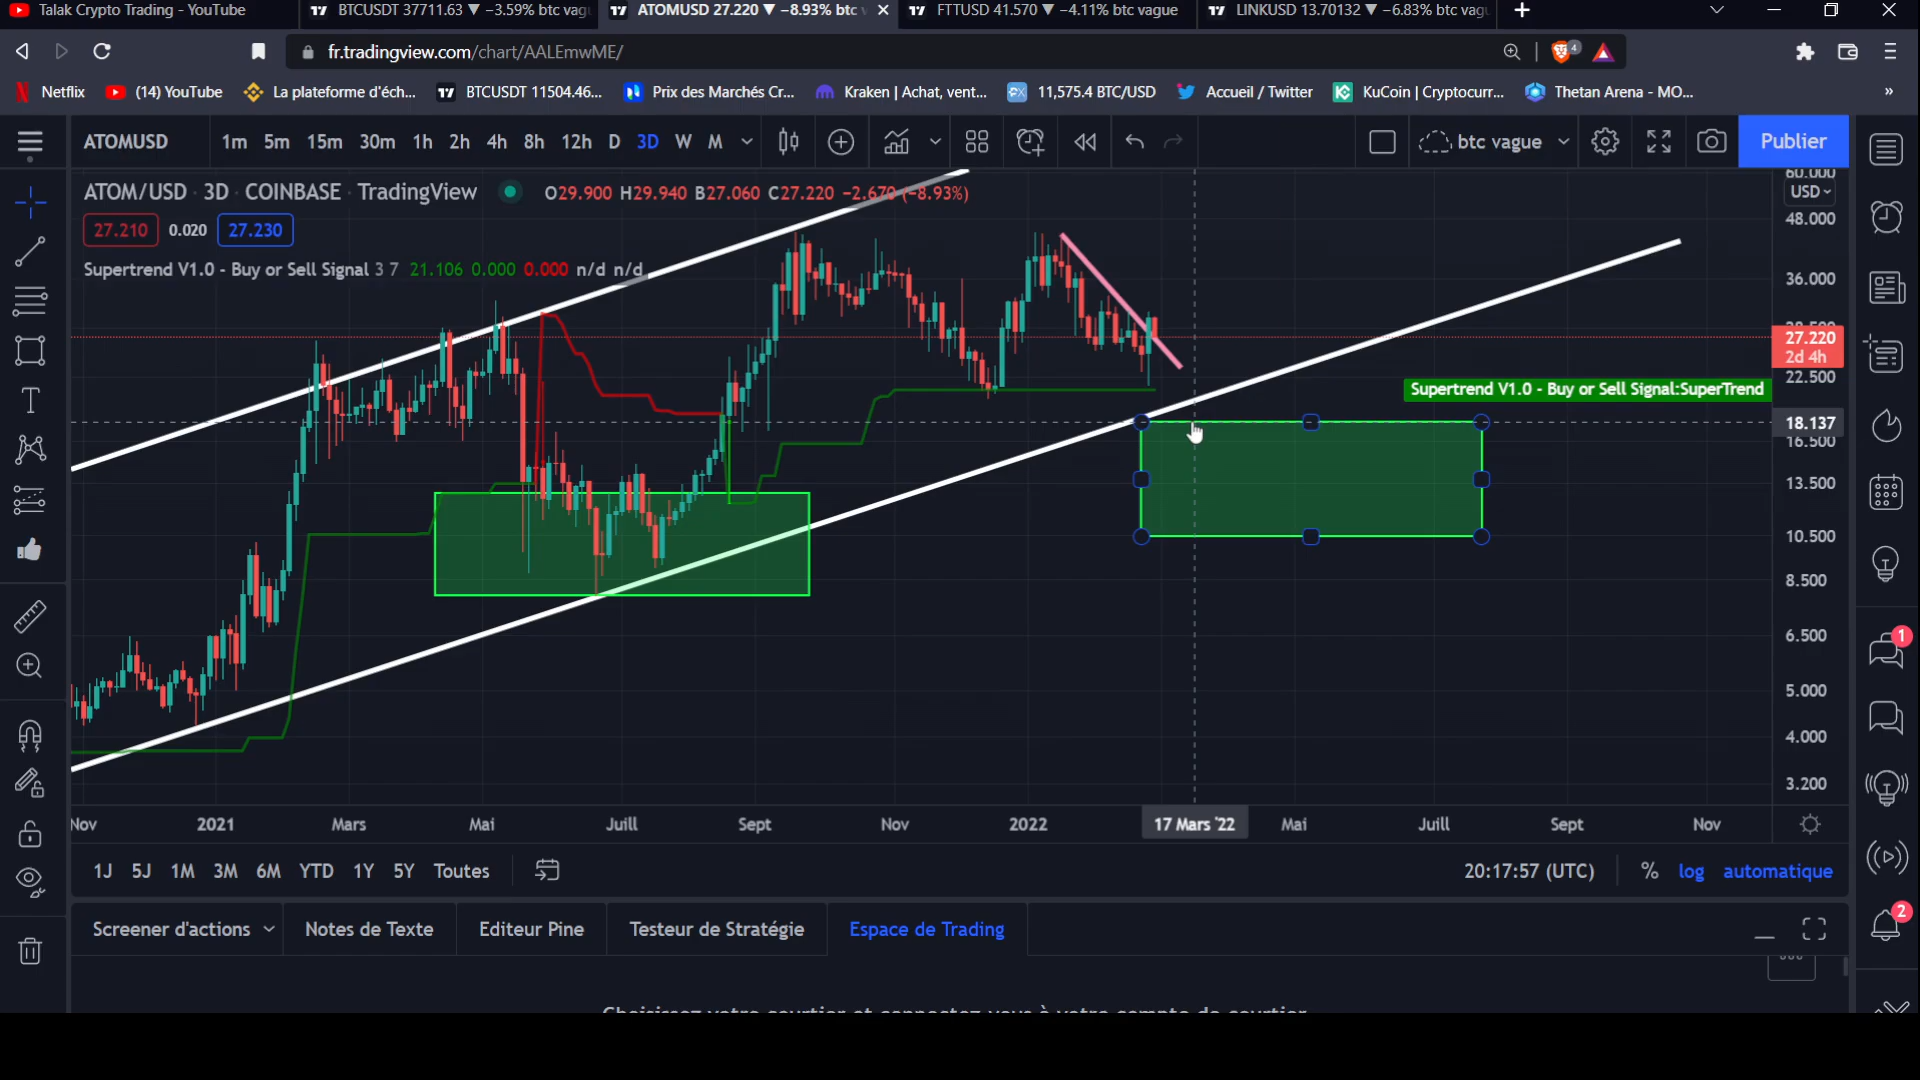 Talak Crypto Trading - YouTube
BTCUSDT 37711.63 ▼ −3.59% btc vagu
ATOMUSD 27.220 ▼ −8.93% btc
FTTUSD 41.570 ▼ −4.11% btc vague
LINKUSD 13.70132 ▼ −6.83% btc vagu
fr.tradingview.com/chart/AALEmwME/
4
Netflix
(14) YouTube
La plateforme d'éch...
BTCUSDT 11504.46...
Prix des Marchés Cr...
Kraken | Achat, vent...
11,575.4 BTC/USD
Accueil / Twitter
KuCoin | Cryptocurr...
Thetan Arena - MO...
»
ATOMUSD
1m 5m 15m 30m 1h 2h 4h 8h 12h D 3D W M
btc vague
Publier
ATOM/USD · 3D · COINBASE · TradingView
O29.900 H29.940 B27.060 C27.220 −2.670 (−8.93%)
27.210
0.020
27.230
Supertrend V1.0 - Buy or Sell Signal 3 7 21.106 0.000 0.000 n/d n/d
60.000
USD
48.000
36.000
27.220
2d 4h
22.500
Supertrend V1.0 - Buy or Sell Signal:SuperTrend
18.137
16.500
13.500
10.500
8.500
6.500
5.000
4.000
3.200
Nov
2021
Mars
Mai
Juill
Sept
Nov
2022
17 Mars '22
Mai
Juill
Sept
Nov
1J 5J 1M 3M 6M YTD 1Y 5Y Toutes
20:17:57 (UTC)
%
log
automatique
Screener d'actions
Notes de Texte
Editeur Pine
Testeur de Stratégie
Espace de Trading
1
2